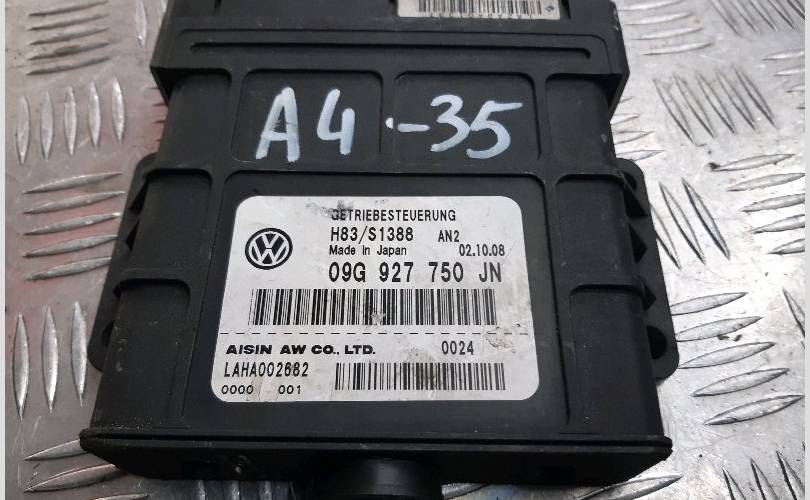 A4.-35
GETRIEBESTEUERUNG
H83/S1388 AN2
Made in Japan 02.10.08
09G 927 750 JN
AISIN AW CO., LTD. 0024
LAHA002682
0000 001